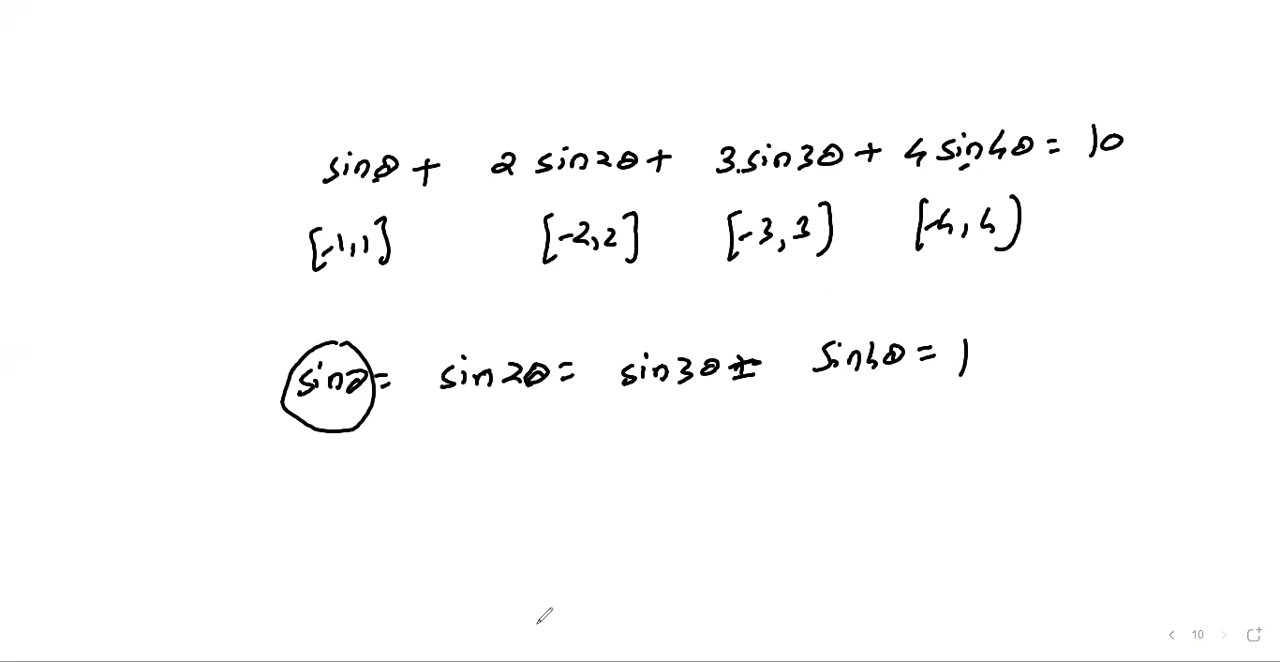 sinθ + 2 sin2θ + 3.sin3θ + 4 sin4θ = 10
[-1,1] [-2,2] [-3,3] [-4,4]
sinθ = sin2θ = sin3θ = sin4θ = 1
10